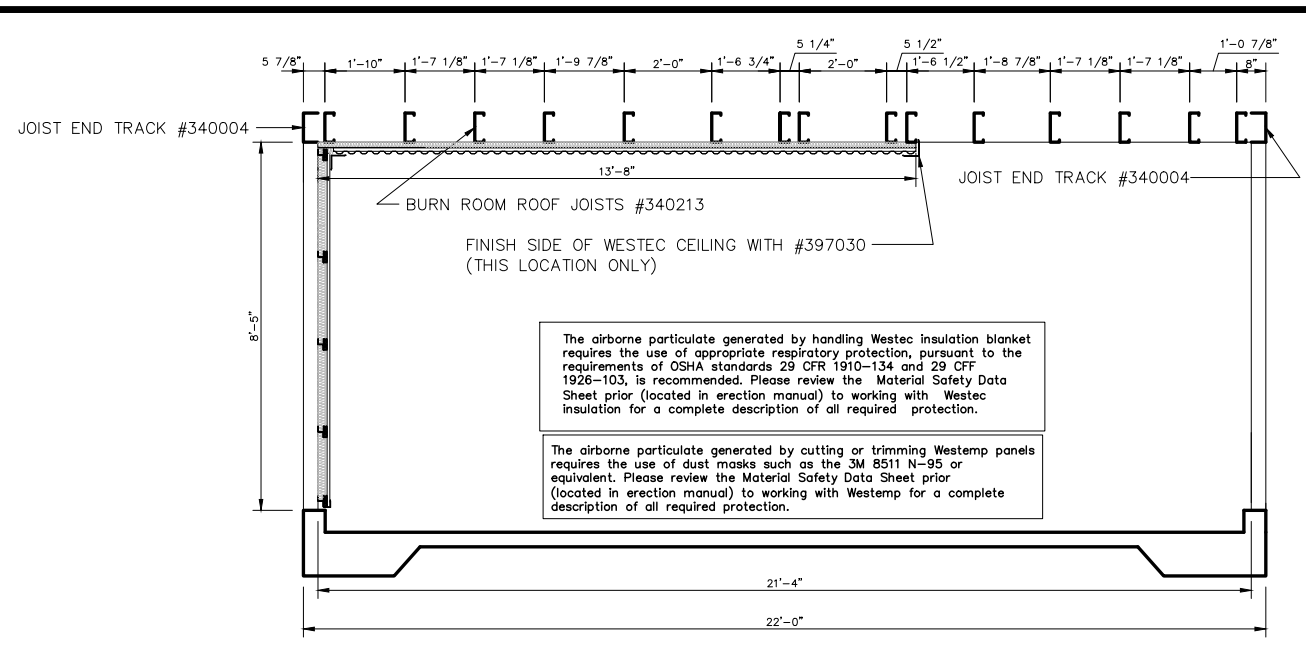 5 1/4" 5 1/2" 1'-0 7/8"
5 7/8" 1'-10" 1'-7 1/8" 1'-7 1/8" 1'-9 7/8" 2'-0" 1'-6 3/4" 2'-0" 1'-6 1/2" 1'-8 7/8" 1'-7 1/8" 1'-7 1/8" 8"
JOIST END TRACK #340004
13'-8"
JOIST END TRACK #340004
BURN ROOM ROOF JOISTS #340213
FINISH SIDE OF WESTEC CEILING WITH #397030
(THIS LOCATION ONLY)
8'-5"
The airborne particulate generated by handling Westec insulation blanket
requires the use of appropriate respiratory protection, pursuant to the
requirements of OSHA standards 29 CFR 1910-134 and 29 CFF
1926-103, is recommended. Please review the Material Safety Data
Sheet prior (located in erection manual) to working with Westec
insulation for a complete description of all required protection.
The airborne particulate generated by cutting or trimming Westemp panels
requires the use of dust masks such as the 3M 8511 N-95 or
equivalent. Please review the Material Safety Data Sheet prior
(located in erection manual) to working with Westemp for a complete
description of all required protection.
21'-4"
22'-0"